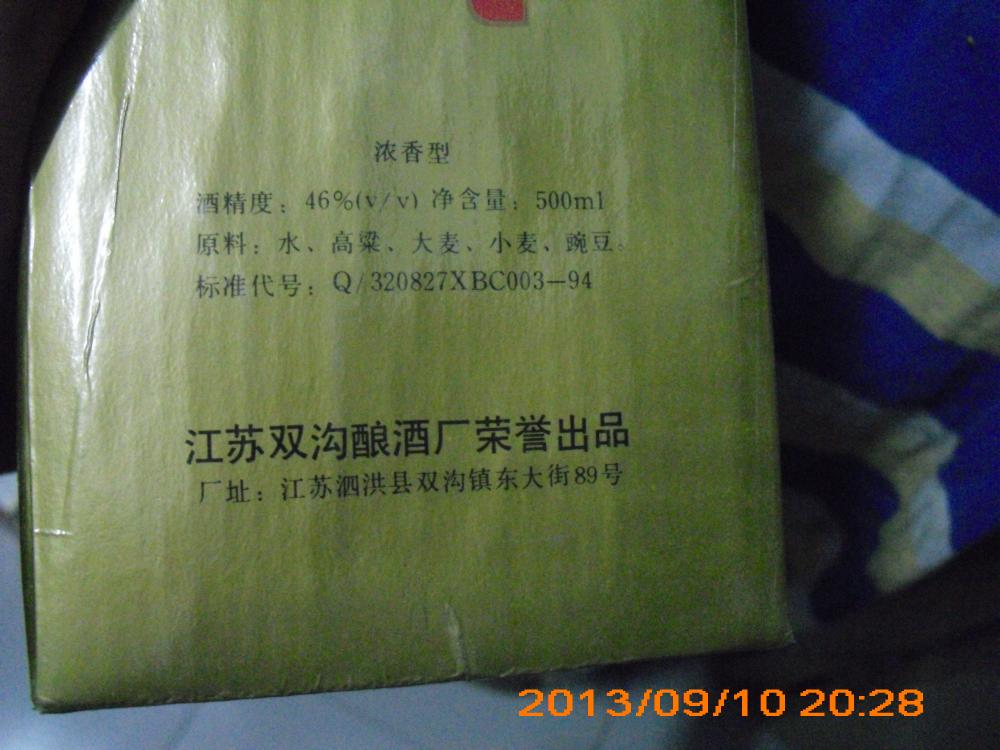 浓香型
酒精度：46%(v/v) 净含量：500ml
原料：水、高粱、大麦、小麦、豌豆。
标准代号：Q/320827XBC003—94
江苏双沟酿酒厂荣誉出品
厂址：江苏泗洪县双沟镇东大街89号
2013/09/10 20:28